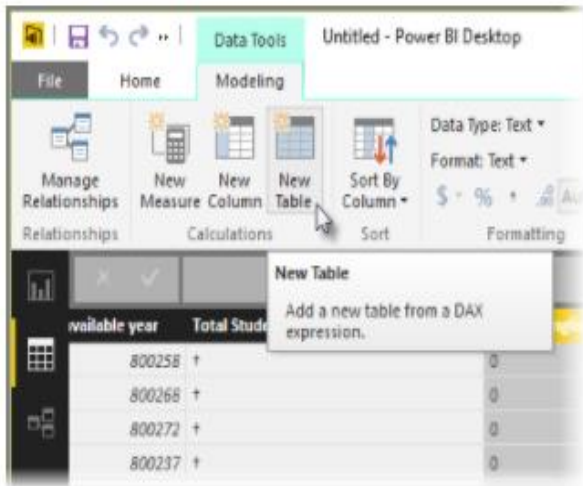 Data Tools
Untitled - Power BI Desktop
File Home Modeling
Manage Relationships
New Measure
New Column
New Table
Sort By Column
Data Type: Text
Format: Text
$ %
Relationships
Calculations
Sort
Formatting
New Table
Add a new table from a DAX
expression.
available year Total
800258 † 0
800268 † 0
800272 † 0
800237 † 0